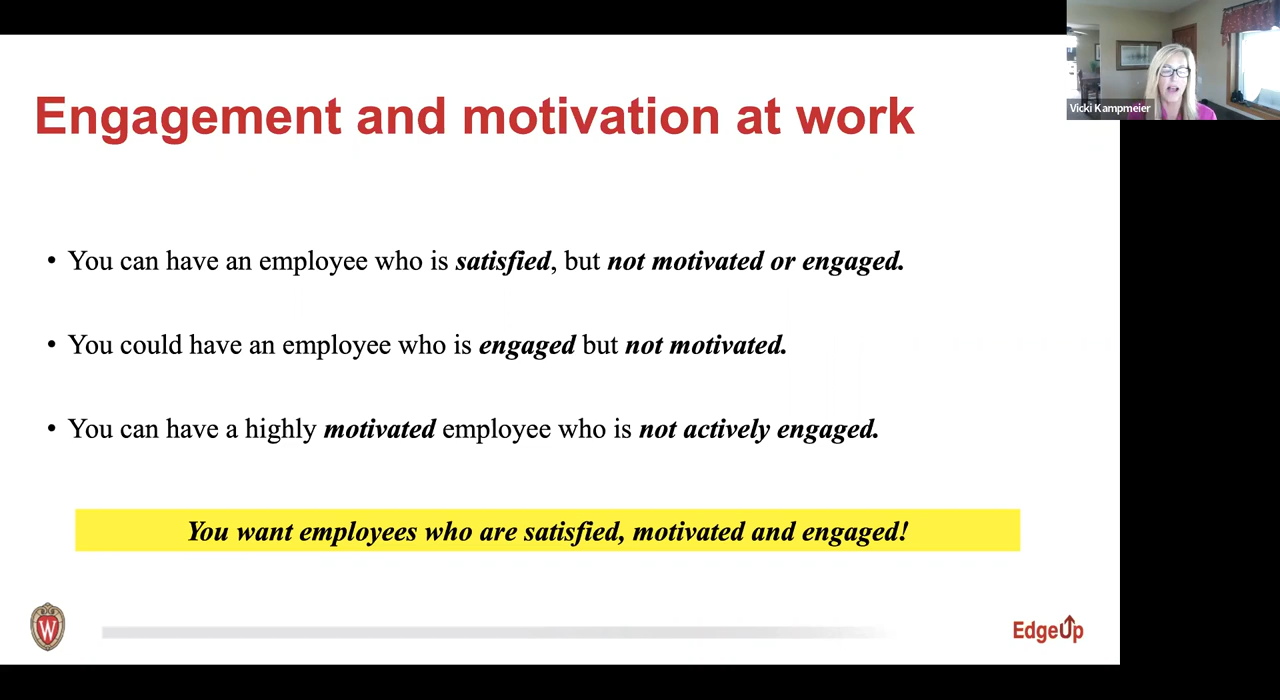 Vicki Kampmeier
Engagement and motivation at work
• You can have an employee who is satisfied, but not motivated or engaged.
• You could have an employee who is engaged but not motivated.
• You can have a highly motivated employee who is not actively engaged.
You want employees who are satisfied, motivated and engaged!
W
EdgeUp